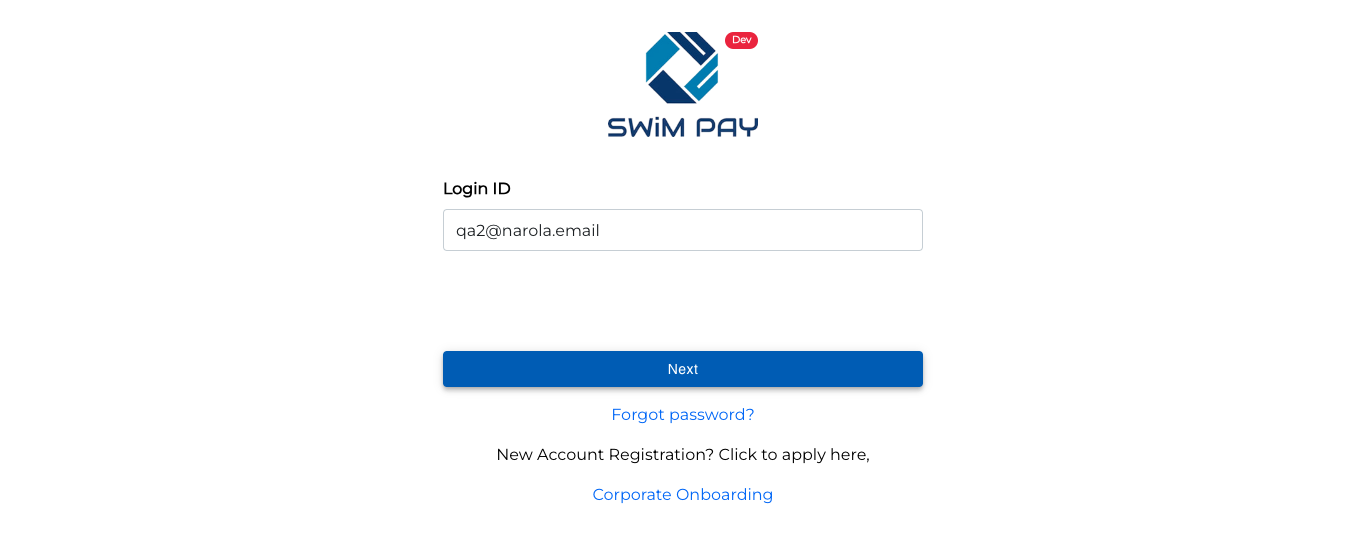 Dev
SWiM PAY
Login ID
qa2@narola.email
Next
Forgot password?
New Account Registration? Click to apply here,
Corporate Onboarding